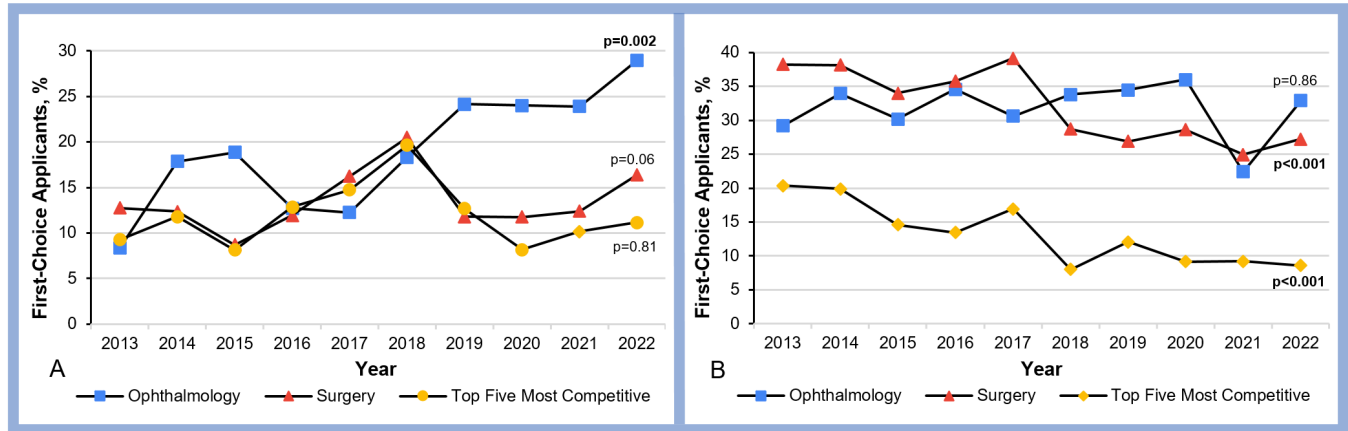 First-Choice Applicants, %
30
25
20
15
10
5
0
p=0.002
p=0.06
p=0.81
2013 2014 2015 2016 2017 2018 2019 2020 2021 2022
A
Year
Ophthalmology Surgery Top Five Most Competitive
First-Choice Applicants, %
40
35
30
25
20
15
10
5
0
p=0.86
p<0.001
p<0.001
2013 2014 2015 2016 2017 2018 2019 2020 2021 2022
B
Year
Ophthalmology Surgery Top Five Most Competitive